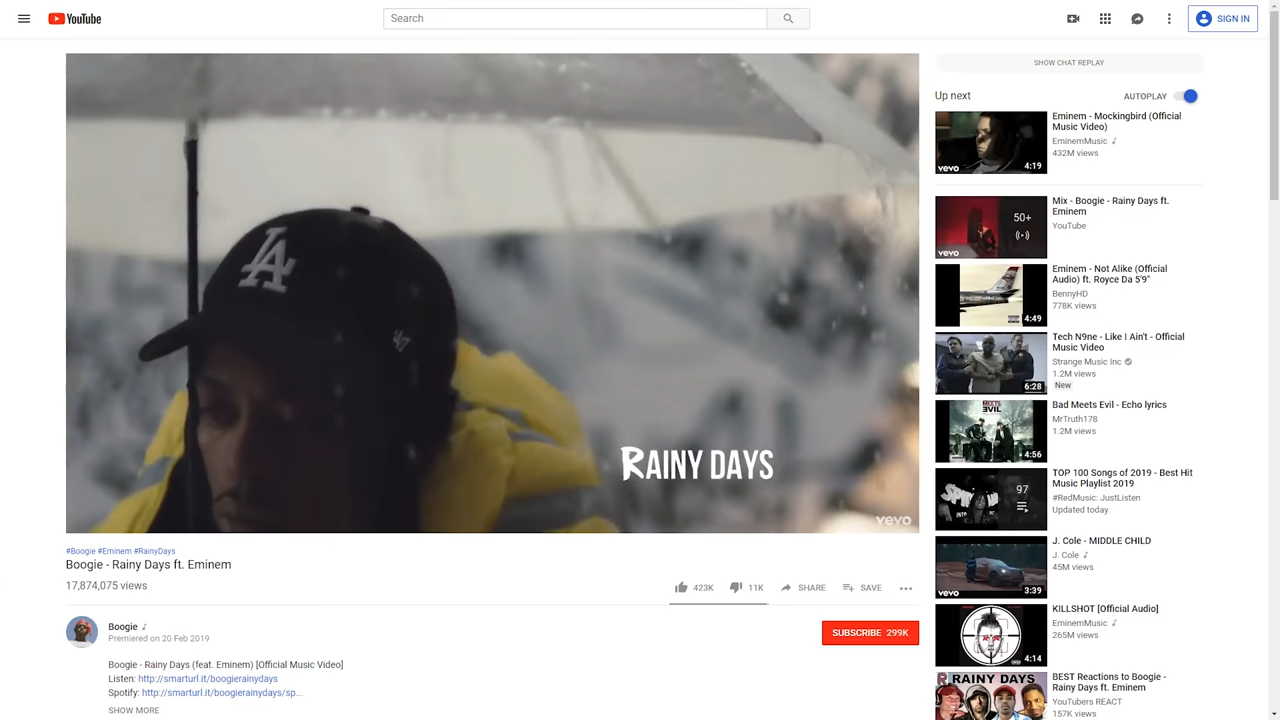 YouTube
Search
SIGN IN
LA
RAINY DAYS
vevo
#Boogie #Eminem #RainyDays
Boogie - Rainy Days ft. Eminem
17,874,075 views
423K
11K
SHARE
SAVE
Boogie
Premiered on 20 Feb 2019
SUBSCRIBE 299K
Boogie - Rainy Days (feat. Eminem) [Official Music Video]
Listen: http://smarturl.it/boogierainydays
Spotify: http://smarturl.it/boogierainydays/sp...
SHOW MORE
SHOW CHAT REPLAY
Up next
AUTOPLAY
vevo
4:19
Eminem - Mockingbird (Official
Music Video)
EminemMusic
432M views
50+
vevo
Mix - Boogie - Rainy Days ft.
Eminem
YouTube
4:49
Eminem - Not Alike (Official
Audio) ft. Royce Da 5'9"
BennyHD
778K views
6:28
Tech N9ne - Like I Ain't - Official
Music Video
Strange Music Inc
1.2M views
New
MEETS
EVIL
4:56
Bad Meets Evil - Echo lyrics
MrTruth178
1.2M views
97
TOP 100 Songs of 2019 - Best Hit
Music Playlist 2019
#RedMusic: JustListen
Updated today
vevo
3:39
J. Cole - MIDDLE CHILD
J. Cole
45M views
4:14
KILLSHOT [Official Audio]
EminemMusic
265M views
RAINY DAYS
BEST Reactions to Boogie -
Rainy Days ft. Eminem
YouTubers REACT
157K views